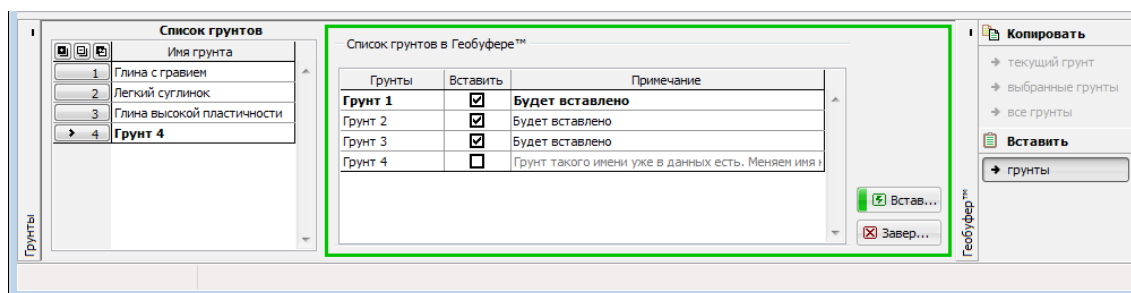 Список грунтов
Имя грунта
1 Глина с гравием
2 Легкий суглинок
3 Глина высокой пластичности
4 Грунт 4
Грунты
Список грунтов в Геобуфере™
Грунты Вставить Примечание
Грунт 1 Будет вставлено
Грунт 2 Будет вставлено
Грунт 3 Будет вставлено
Грунт 4 Грунт такого имени уже в данных есть. Меняем имя
Встав...
Завер...
Геобуфер™
Копировать
текущий грунт
выбранные грунты
все грунты
Вставить
грунты